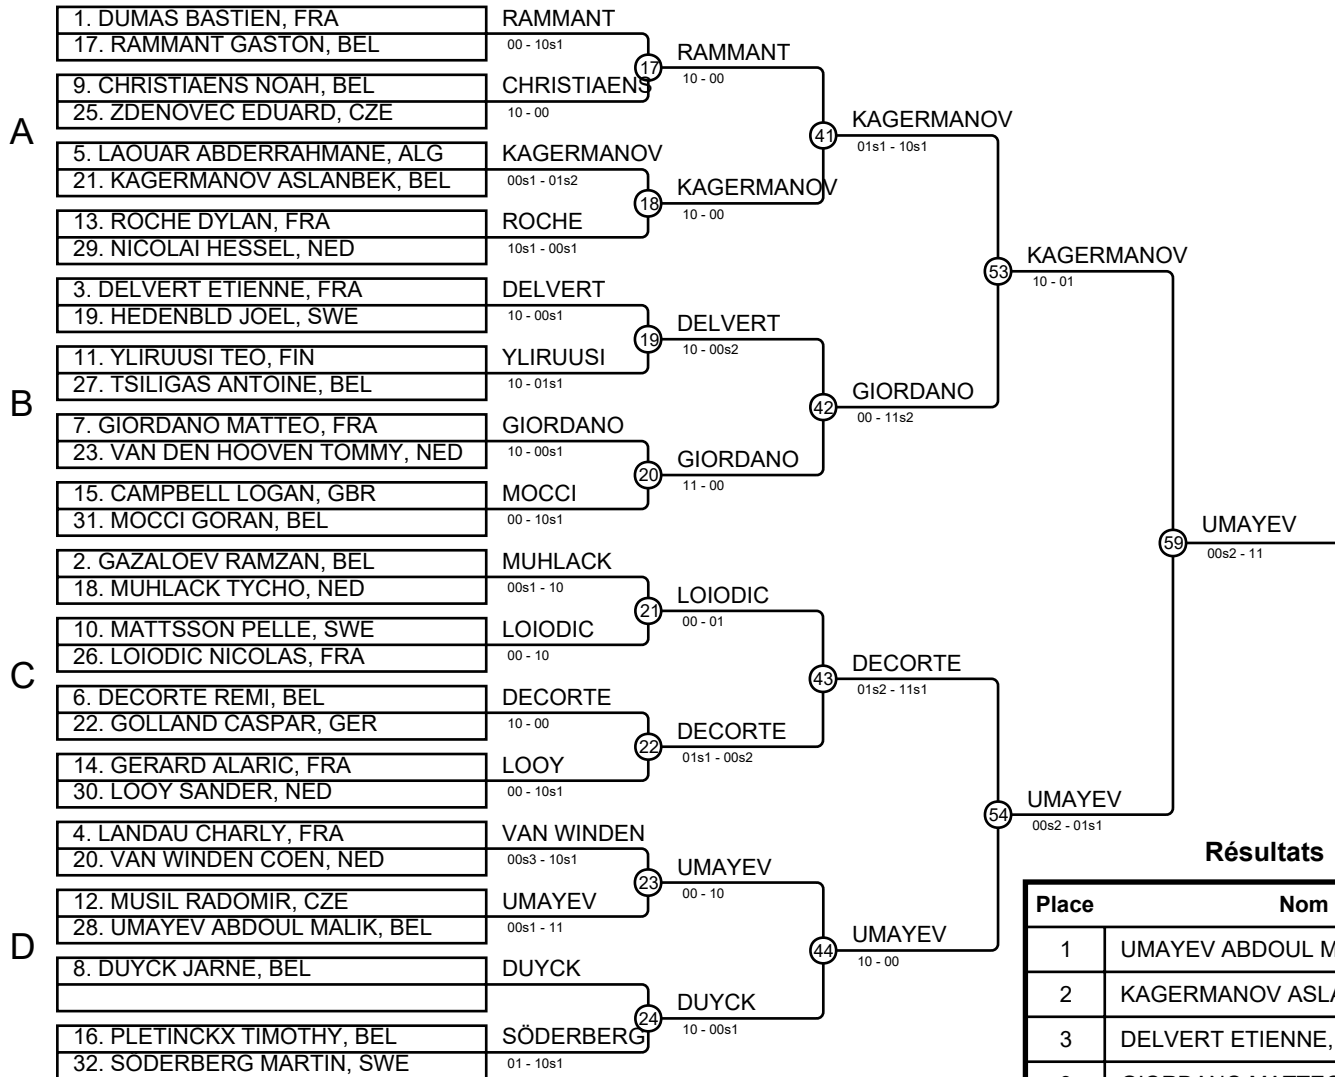 1. DUMAS BASTIEN, FRA
17. RAMMANT GASTON, BEL
9. CHRISTIAENS NOAH, BEL
25. ZDENOVEC EDUARD, CZE
A
5. LAOUAR ABDERRAHMANE, ALG
21. KAGERMANOV ASLANBEK, BEL
13. ROCHE DYLAN, FRA
29. NICOLAI HESSEL, NED
3. DELVERT ETIENNE, FRA
19. HEDENBLD JOEL, SWE
11. YLIRUUSI TEO, FIN
27. TSILIGAS ANTOINE, BEL
B
7. GIORDANO MATTEO, FRA
23. VAN DEN HOOVEN TOMMY, NED
15. CAMPBELL LOGAN, GBR
31. MOCCI GORAN, BEL
2. GAZALOEV RAMZAN, BEL
18. MUHLACK TYCHO, NED
10. MATTSSON PELLE, SWE
26. LOIODIC NICOLAS, FRA
C
6. DECORTE REMI, BEL
22. GOLLAND CASPAR, GER
14. GERARD ALARIC, FRA
30. LOOY SANDER, NED
4. LANDAU CHARLY, FRA
20. VAN WINDEN COEN, NED
12. MUSIL RADOMIR, CZE
28. UMAYEV ABDOUL MALIK, BEL
D
8. DUYCK JARNE, BEL
16. PLETINCKX TIMOTHY, BEL
32. SÖDERBERG MARTIN, SWE
RAMMANT
00 - 10s1
17
CHRISTIAENS
10 - 00
KAGERMANOV
00s1 - 01s2
18
ROCHE
10s1 - 00s1
DELVERT
10 - 00s1
19
YLIRUUSI
10 - 01s1
GIORDANO
10 - 00s1
20
MOCCI
00 - 10s1
MUHLACK
00s1 - 10
21
LOIODIC
00 - 10
DECORTE
10 - 00
22
LOOY
00 - 10s1
VAN WINDEN
00s3 - 10s1
23
UMAYEV
00s1 - 11
DUYCK
24
SÖDERBERG
01 - 10s1
RAMMANT
10 - 00
41
KAGERMANOV
10 - 00
DELVERT
10 - 00s2
42
GIORDANO
11 - 00
LOIODIC
00 - 01
43
DECORTE
01s1 - 00s2
UMAYEV
00 - 10
44
DUYCK
10 - 00s1
KAGERMANOV
01s1 - 10s1
53
GIORDANO
00 - 11s2
DECORTE
01s2 - 11s1
54
UMAYEV
10 - 00
KAGERMANOV
10 - 01
59
UMAYEV
00s2 - 01s1
UMAYEV
00s2 - 11
Résultats
Place Nom
1 UMAYEV ABDOUL M
2 KAGERMANOV ASLA
3 DELVERT ETIENNE,